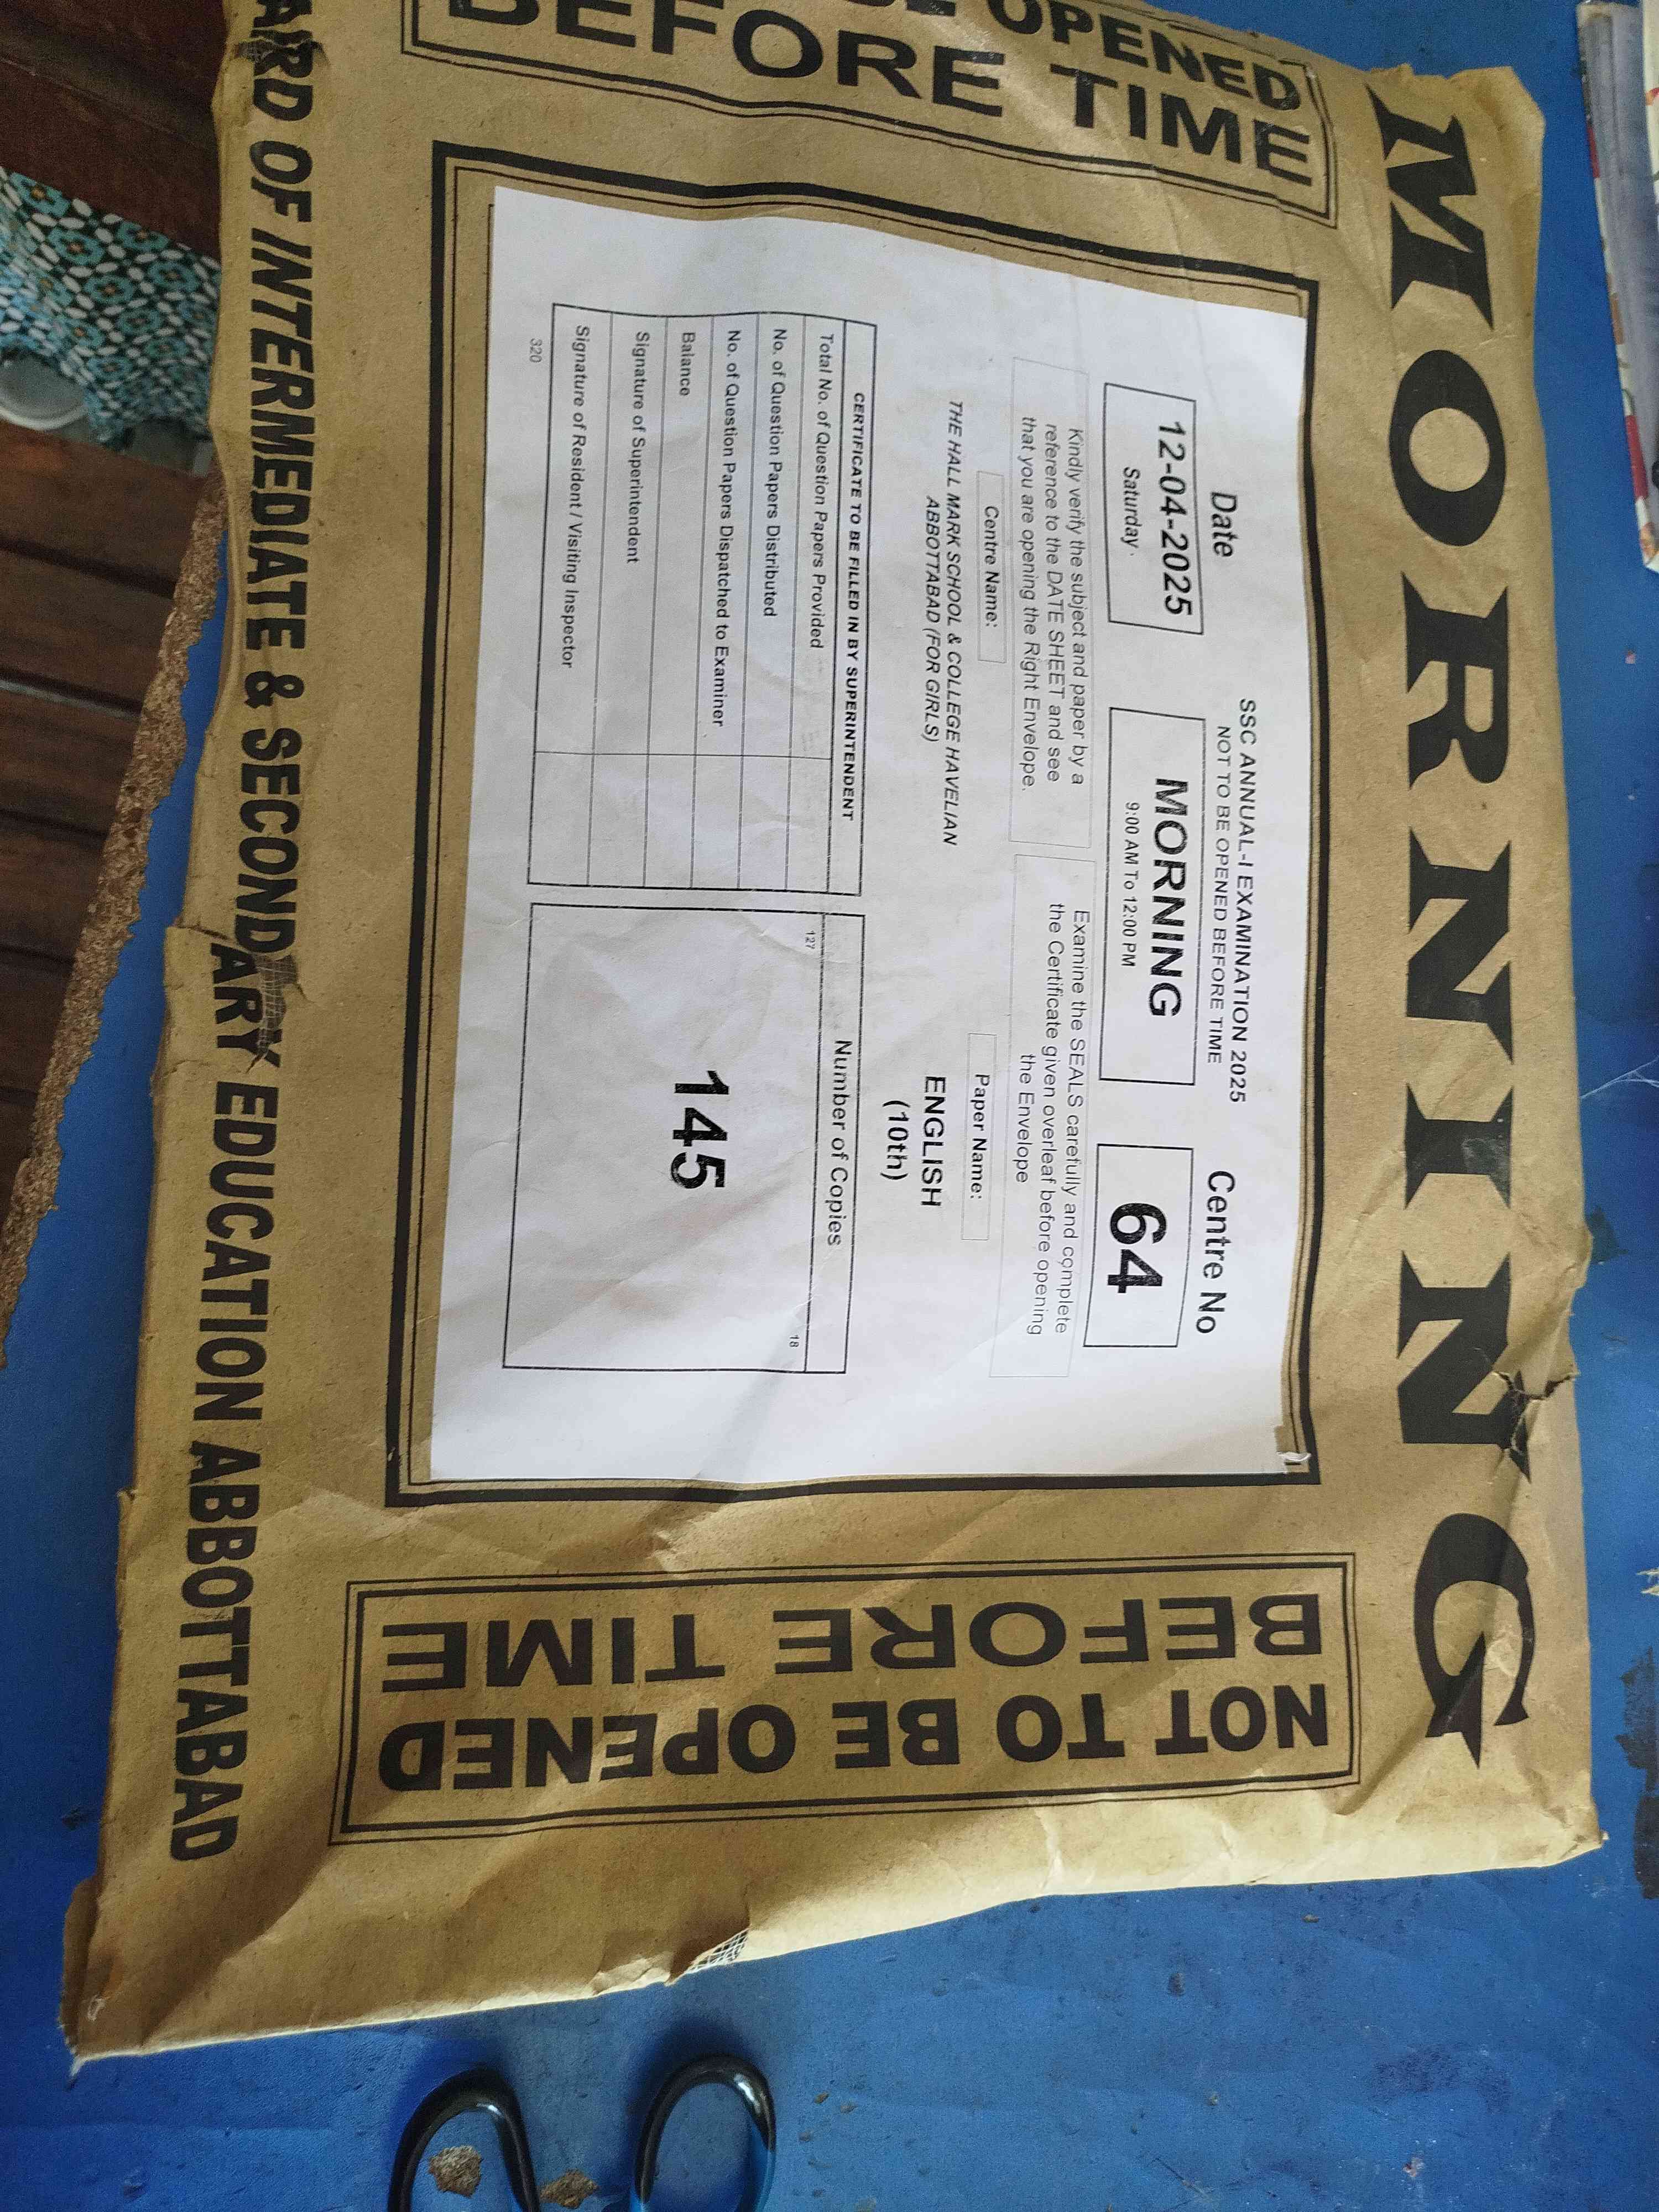 MORNING
OPENED
BEFORE TIME
SSC ANNUAL-I EXAMINATION 2025
NOT TO BE OPENED BEFORE TIME
Date
Centre No
12-04-2025
Saturday
MORNING
9:00 AM To 12:00 PM
64
Kindly verify the subject and paper by a
reference to the DATE SHEET and see
that you are opening the Right Envelope.
Examine the SEALS carefully and complete
the Certificate given overleaf before opening
the Envelope
Centre Name:
THE HALL MARK SCHOOL & COLLEGE HAVELIAN
ABBOTTABAD (FOR GIRLS)
Paper Name:
ENGLISH
(10th)
CERTIFICATE TO BE FILLED IN BY SUPERINTENDENT
Total No. of Question Papers Provided
No. of Question Papers Distributed
No. of Question Papers Dispatched to Examiner
Balance
Signature of Superintendent
Signature of Resident / Visiting Inspector
320
Number of Copies
127
18
145
NOT TO BE OPENED
BEFORE TIME
ARD OF INTERMEDIATE & SECONDARY EDUCATION ABBOTTABAD